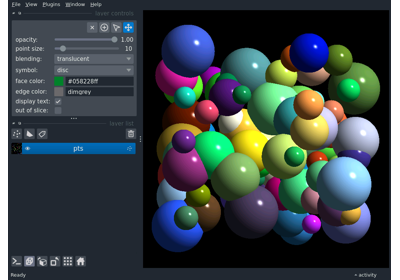 File View Plugins Window Help
layer controls
opacity: 1.00
point size: 10
blending: translucent
symbol: disc
face color: #058228ff
edge color: dimgrey
display text:
out of slice:
layer list
pts
Ready
activity